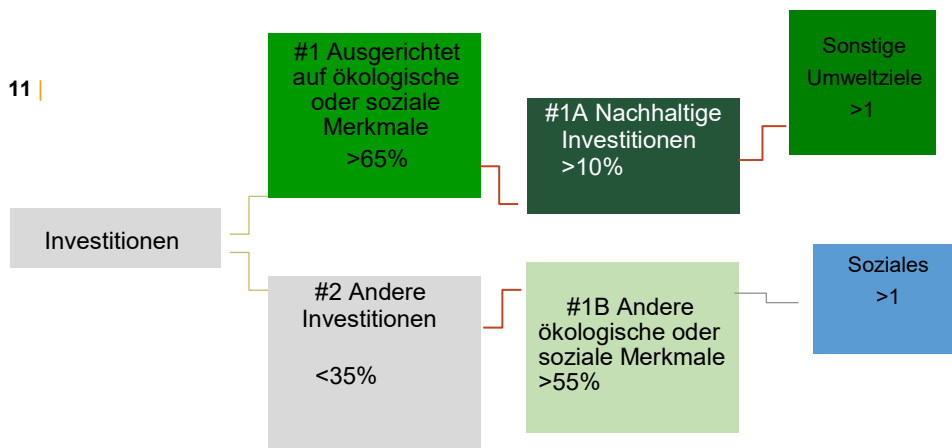 11 |
Investitionen
#1 Ausgerichtet
auf ökologische
oder soziale
Merkmale
>65%
#2 Andere
Investitionen
<35%
#1A Nachhaltige
Investitionen
>10%
#1B Andere
ökologische oder
soziale Merkmale
>55%
Sonstige
Umweltziele
>1
Soziales
>1